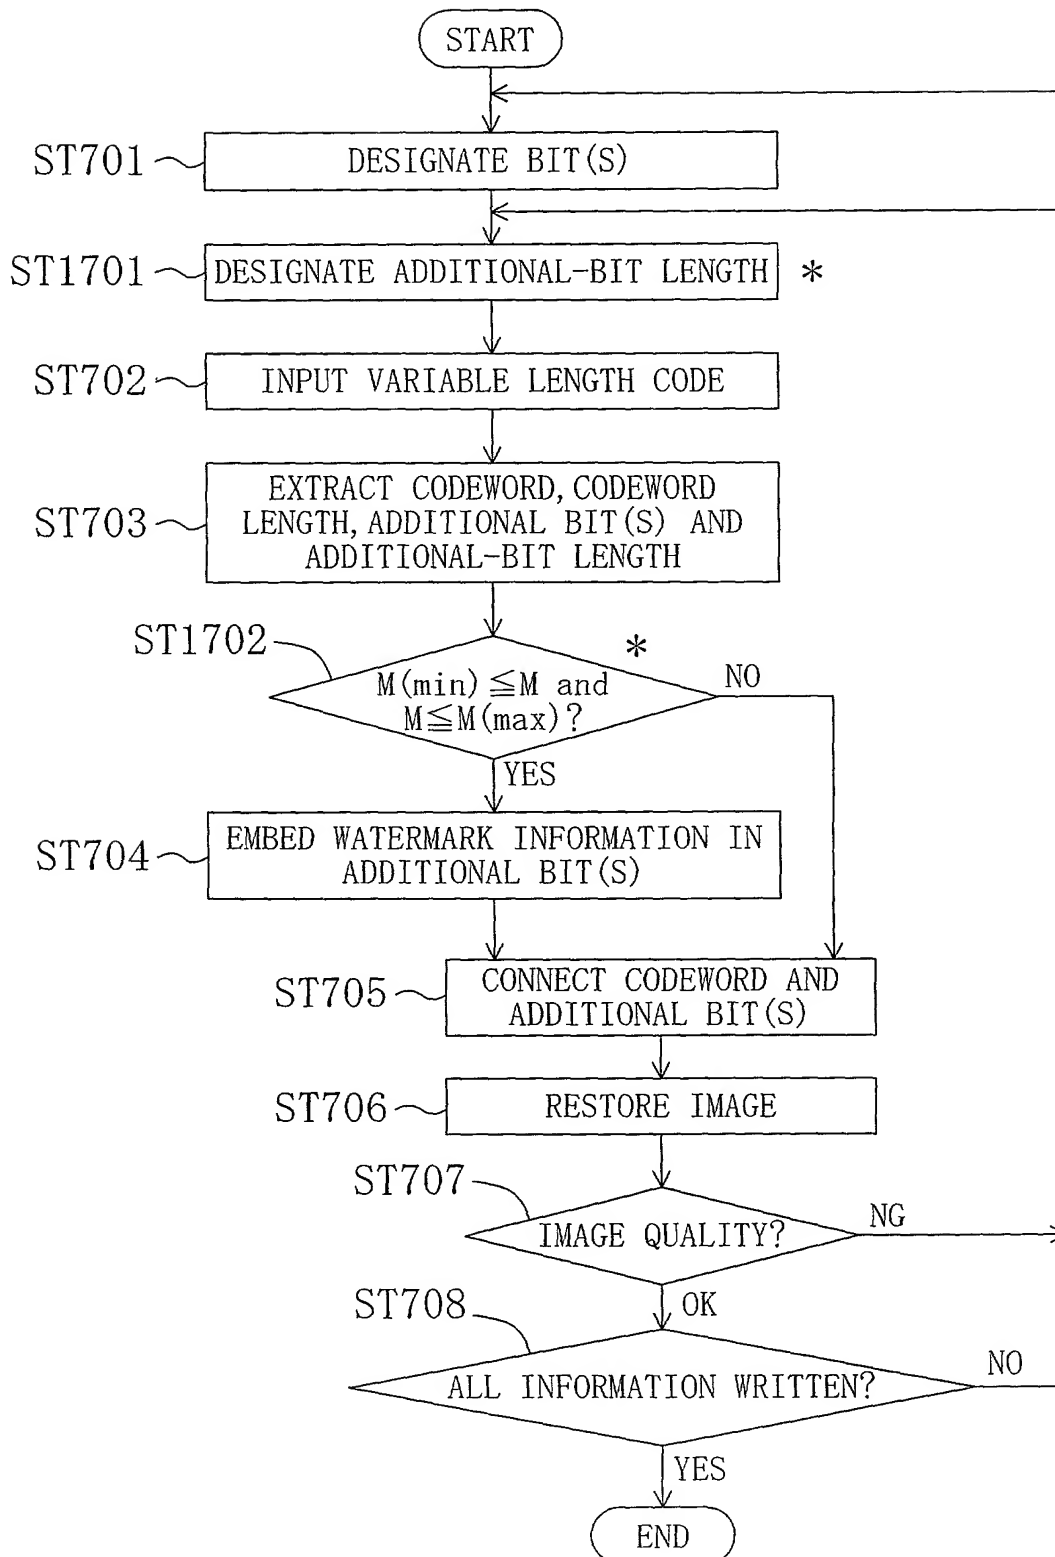 START
ST701
DESIGNATE BIT(S)
ST1701
DESIGNATE ADDITIONAL-BIT LENGTH
*
ST702
INPUT VARIABLE LENGTH CODE
ST703
EXTRACT CODEWORD, CODEWORD
LENGTH, ADDITIONAL BIT(S) AND
ADDITIONAL-BIT LENGTH
ST1702
*
M(min)≦M and
M≦M(max)?
NO
YES
ST704
EMBED WATERMARK INFORMATION IN
ADDITIONAL BIT(S)
ST705
CONNECT CODEWORD AND
ADDITIONAL BIT(S)
ST706
RESTORE IMAGE
ST707
IMAGE QUALITY?
NG
OK
ST708
ALL INFORMATION WRITTEN?
NO
YES
END